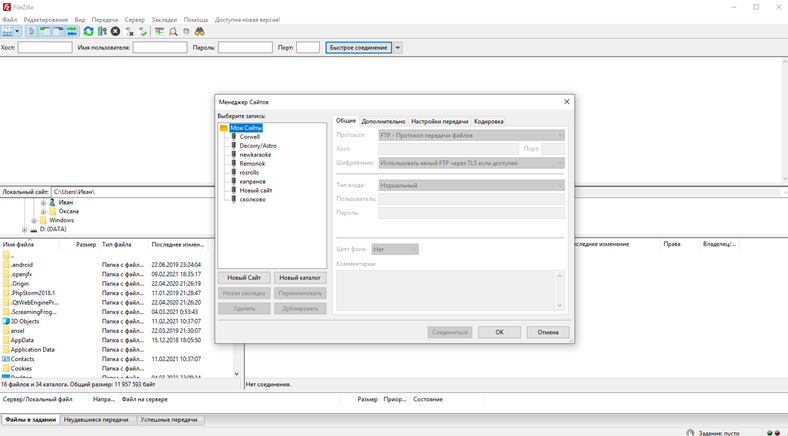 FileZilla
Файл Редактирование Вид Передача Сервер Закладки Помощь Доступна новая версия!
Хост: Имя пользователя: Пароль: Порт: Быстрое соединение
Менеджер Сайтов
Выберите запись:
Мои Сайты
Corwell
Decorry/Astro
newkaraoke
Remonok
rosrolls
капранов
Новый сайт
сколково
Новый Сайт Новый каталог
Новая закладка Переименовать
Удалить Дублировать
Общие Дополнительно Настройки передачи Кодировка
Протокол: FTP - Протокол передачи файлов
Хост: Порт:
Шифрование: Использовать явный FTP через TLS если доступен
Тип входа: Нормальный
Пользователь:
Пароль:
Цвет фона: Нет
Комментарии:
Соединиться OK Отмена
Локальный сайт: C:\Users\Иван\
Иван
Оксана
Windows
D: (DATA)
Имя файла Размер Тип файла Последнее измен...
..
.android Папка с файл... 22.06.2019 23:24:04
.openjfx Папка с файл... 09.02.2021 18:35:17
.Origin Папка с файл... 22.04.2020 21:26:19
.PhpStorm2018.1 Папка с файл... 11.01.2019 21:28:47
.QtWebEnginePr... Папка с файл... 22.04.2020 21:26:20
.ScreamingFrog... Папка с файл... 04.03.2021 0:53:43
3D Objects Папка с файл... 11.02.2021 10:37:07
ansel Папка с файл... 22.03.2019 21:30:07
AppData Папка с файл... 15.12.2018 18:05:50
Application Data Папка с файл...
Contacts Папка с файл... 11.02.2021 10:37:07
Cookies Папка с файл...
16 файлов и 34 каталога. Общий размер: 11 957 593 байт
следнее изменение Права Владелец/...
Нет соединения.
Сервер/Локальный файл Напра... Файл на сервере Размер Приор... Состояние
Файлы в задании Неудавшиеся передачи Успешные передачи
Задание: пусто